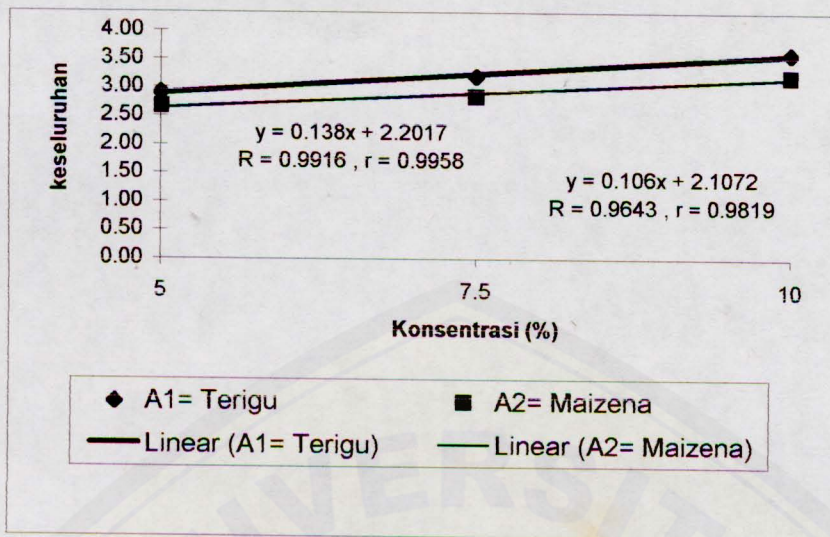 4.00
3.50
3.00
2.50
2.00
1.50
1.00
0.50
0.00
keseluruhan
y = 0.138x + 2.2017
R = 0.9916 , r = 0.9958
y = 0.106x + 2.1072
R = 0.9643 , r = 0.9819
5 7.5 10
Konsentrasi (%)
A1= Terigu A2= Maizena
Linear (A1= Terigu) Linear (A2= Maizena)
UNIVERSIT